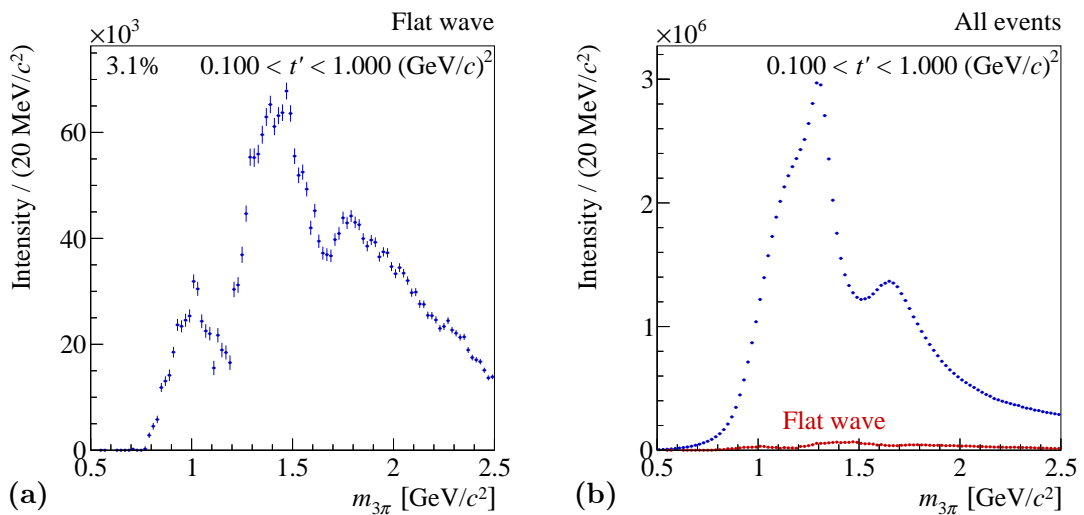 ×10³
Flat wave
3.1%
0.100 < t′ < 1.000 (GeV/c)²
Intensity / (20 MeV/c²)
60
40
20
0
0.5
1
1.5
2
2.5
m₃π [GeV/c²]
(a)
×10⁶
All events
0.100 < t′ < 1.000 (GeV/c)²
Intensity / (20 MeV/c²)
3
2
1
0
Flat wave
0.5
1
1.5
2
2.5
m₃π [GeV/c²]
(b)